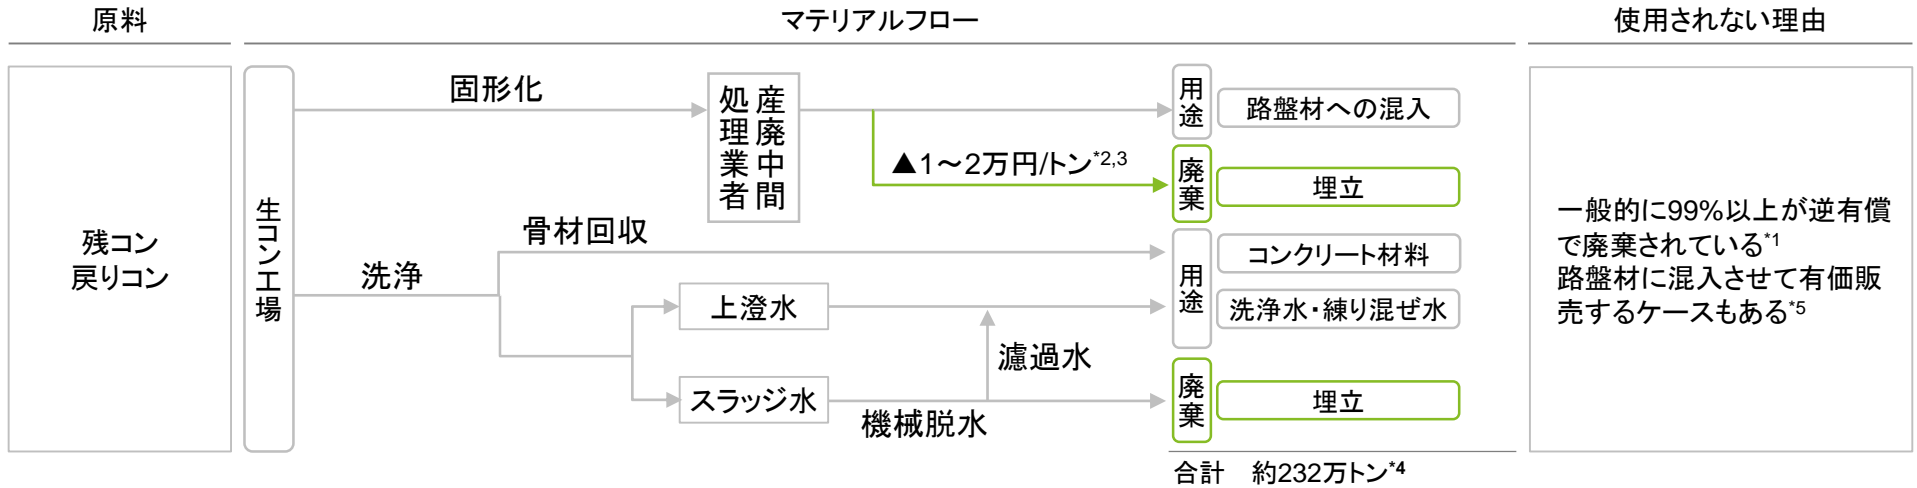 原料
マテリアルフロー
使用されない理由
残コン
戻りコン
生コン工場
固形化
産廃中間
処理業者
用途
路盤材への混入
▲1～2万円/トン*2,3
廃棄
埋立
洗浄
骨材回収
用途
コンクリート材料
上澄水
洗浄水・練り混ぜ水
濾過水
スラッジ水
機械脱水
廃棄
埋立
合計 約232万トン*4
一般的に99%以上が逆有償
で廃棄されている*1
路盤材に混入させて有価販
売するケースもある*5